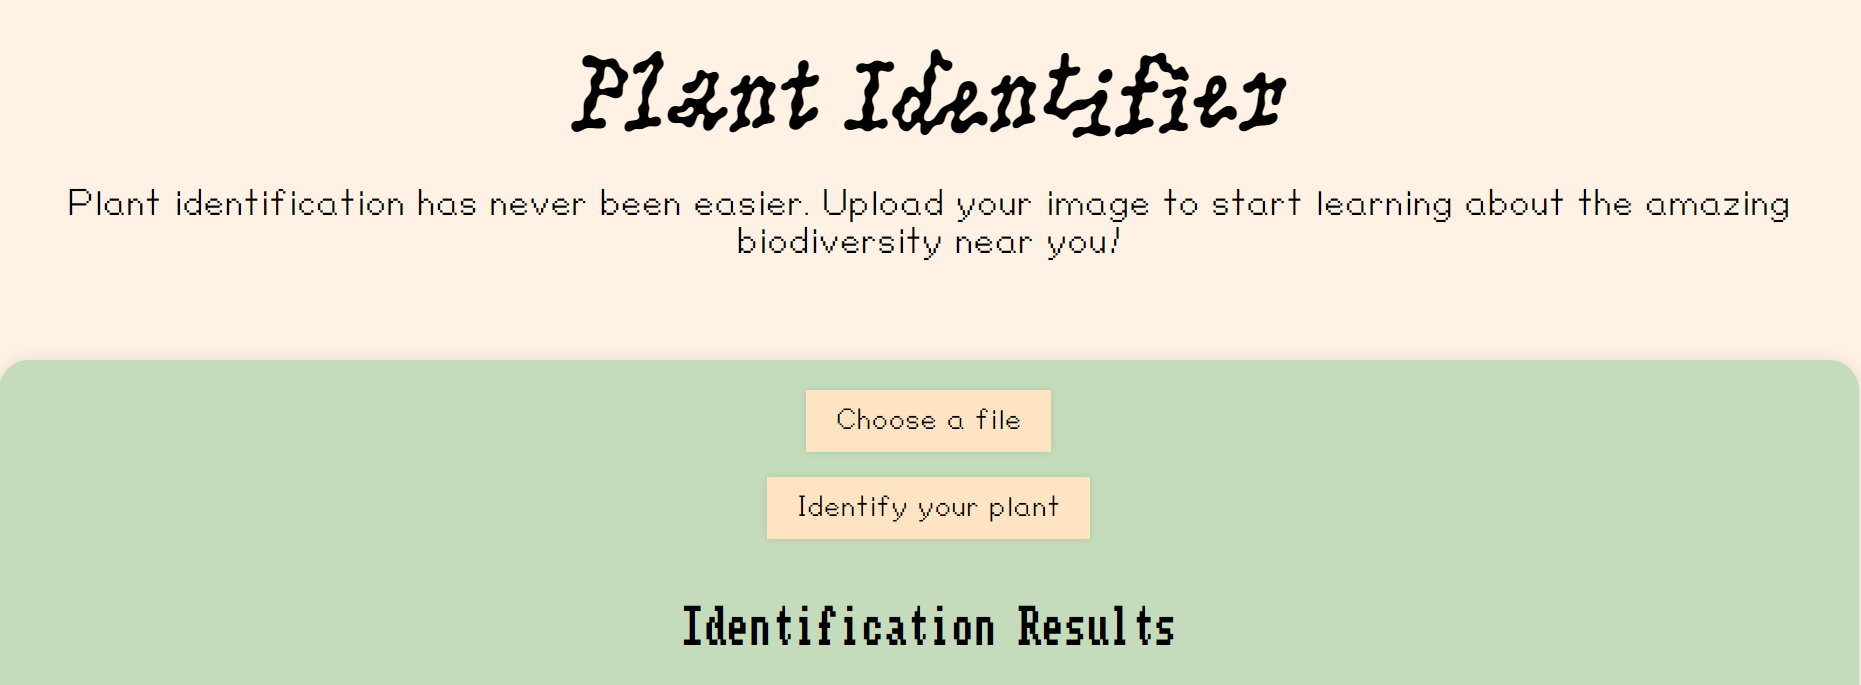 Plant Identifier
Plant identification has never been easier. Upload your image to start learning about the amazing
biodiversity near you!
Choose a file
Identify your plant
Identification Results